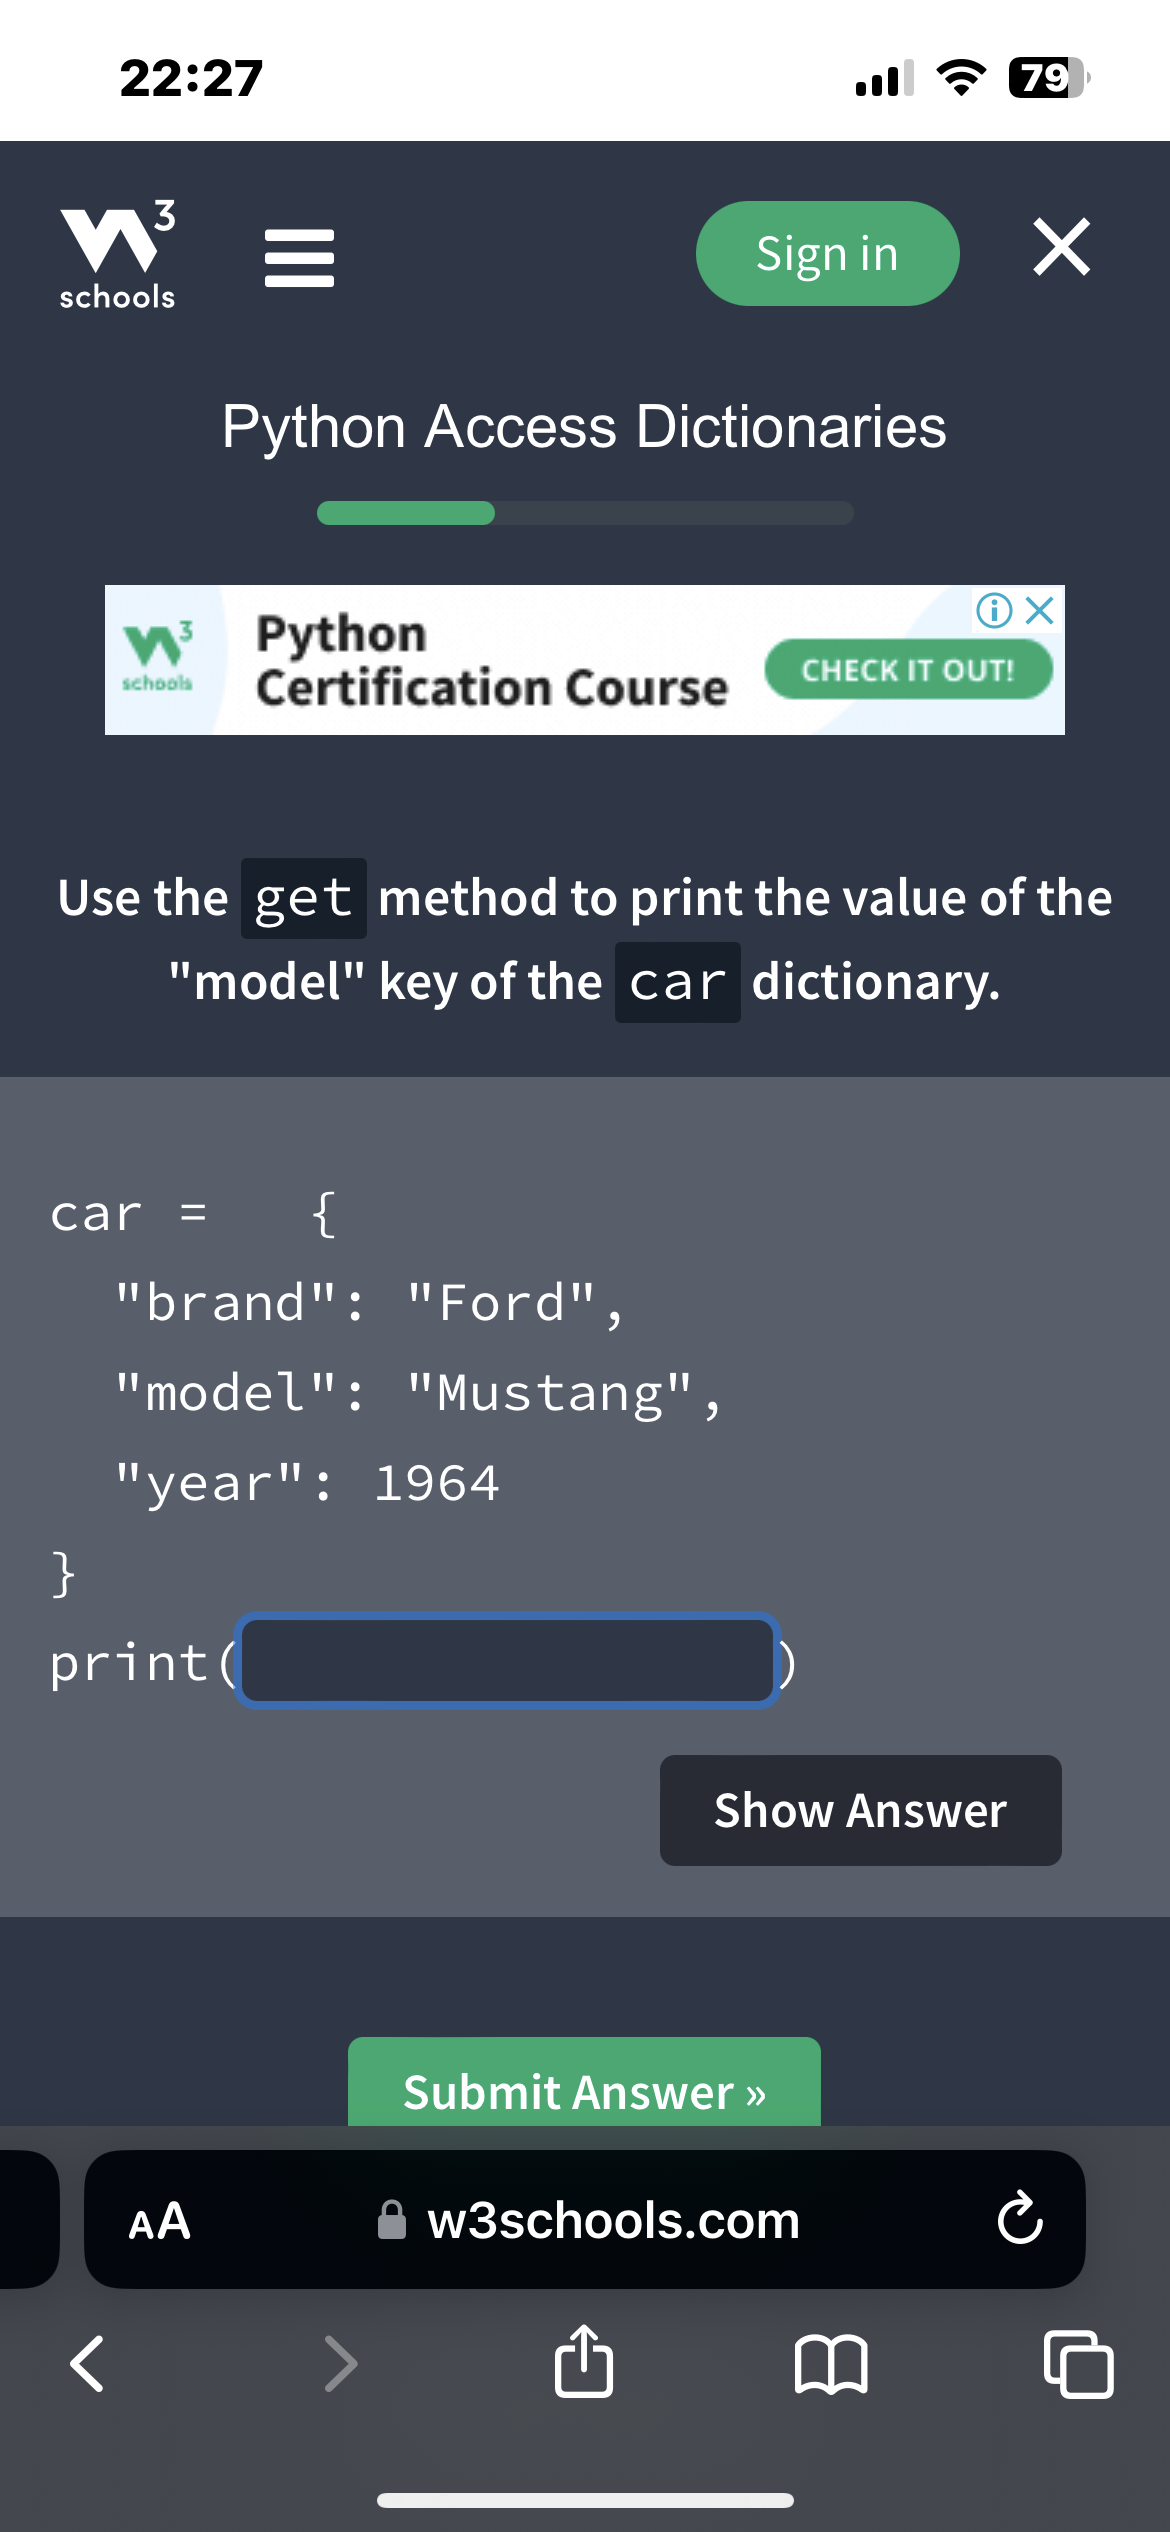 22:27
79
W3
schools
Sign in
Python Access Dictionaries
W3
schools
Python
Certification Course
CHECK IT OUT!
Use the get method to print the value of the
"model" key of the car dictionary.
car =   {
  "brand": "Ford",
  "model": "Mustang",
  "year": 1964
}
print()
Show Answer
Submit Answer »
AA
w3schools.com